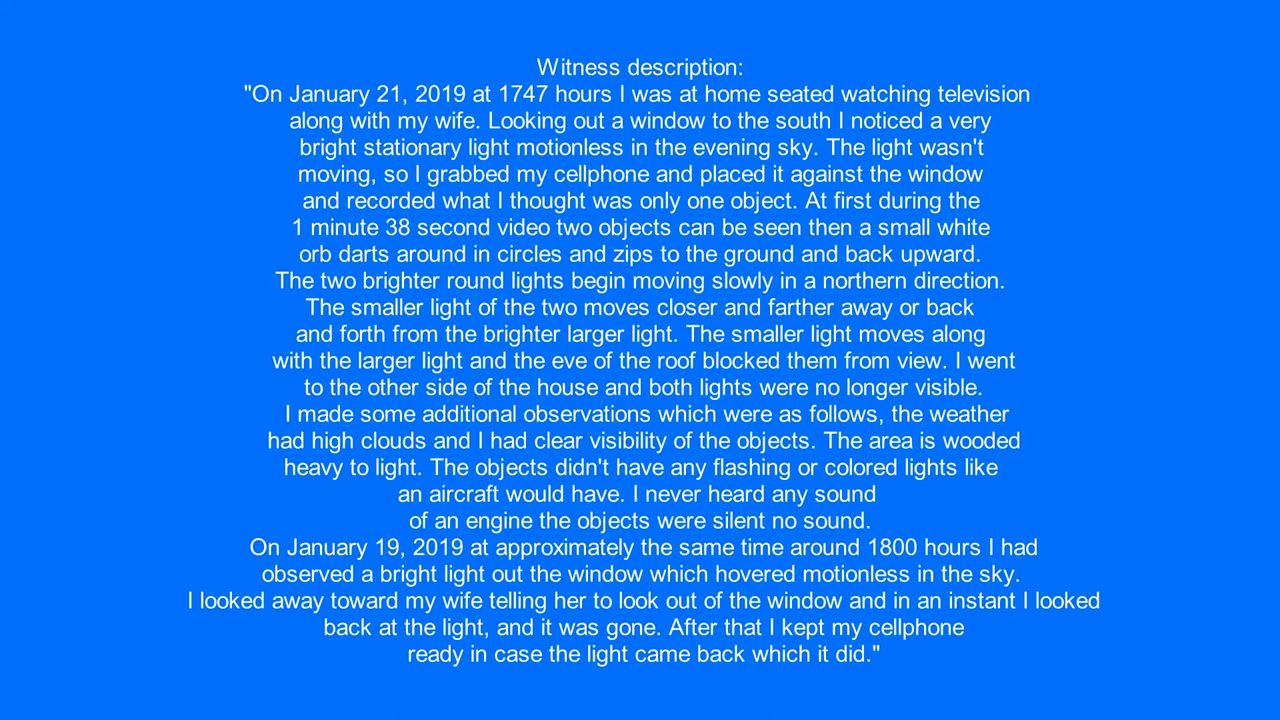 Witness description:
"On January 21, 2019 at 1747 hours I was at home seated watching television
along with my wife. Looking out a window to the south I noticed a very
bright stationary light motionless in the evening sky. The light wasn't
moving, so I grabbed my cellphone and placed it against the window
and recorded what I thought was only one object. At first during the
1 minute 38 second video two objects can be seen then a small white
orb darts around in circles and zips to the ground and back upward.
The two brighter round lights begin moving slowly in a northern direction.
The smaller light of the two moves closer and farther away or back
and forth from the brighter larger light. The smaller light moves along
with the larger light and the eve of the roof blocked them from view. I went
to the other side of the house and both lights were no longer visible.
I made some additional observations which were as follows, the weather
had high clouds and I had clear visibility of the objects. The area is wooded
heavy to light. The objects didn't have any flashing or colored lights like
an aircraft would have. I never heard any sound
of an engine the objects were silent no sound.
On January 19, 2019 at approximately the same time around 1800 hours I had
observed a bright light out the window which hovered motionless in the sky.
I looked away toward my wife telling her to look out of the window and in an instant I looked
back at the light, and it was gone. After that I kept my cellphone
ready in case the light came back which it did."